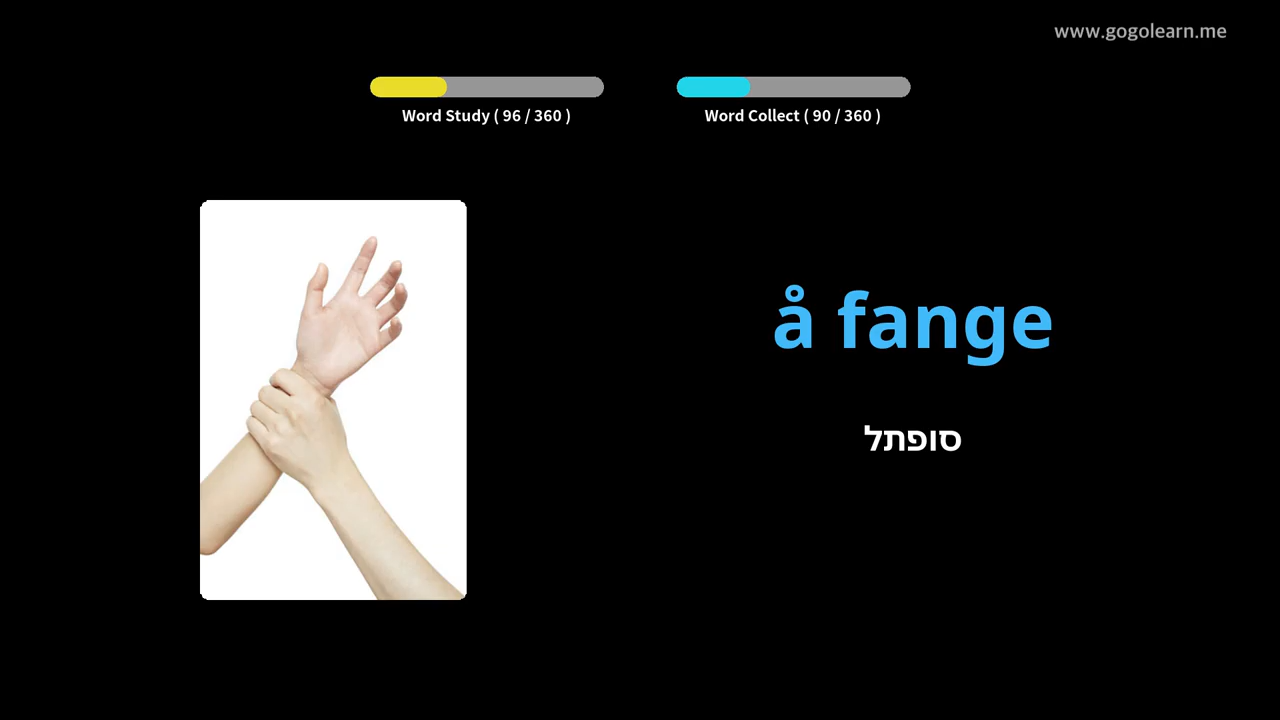 www.gogolearn.me
Word Study ( 96 / 360 )
Word Collect ( 90 / 360 )
å fange
סופתל